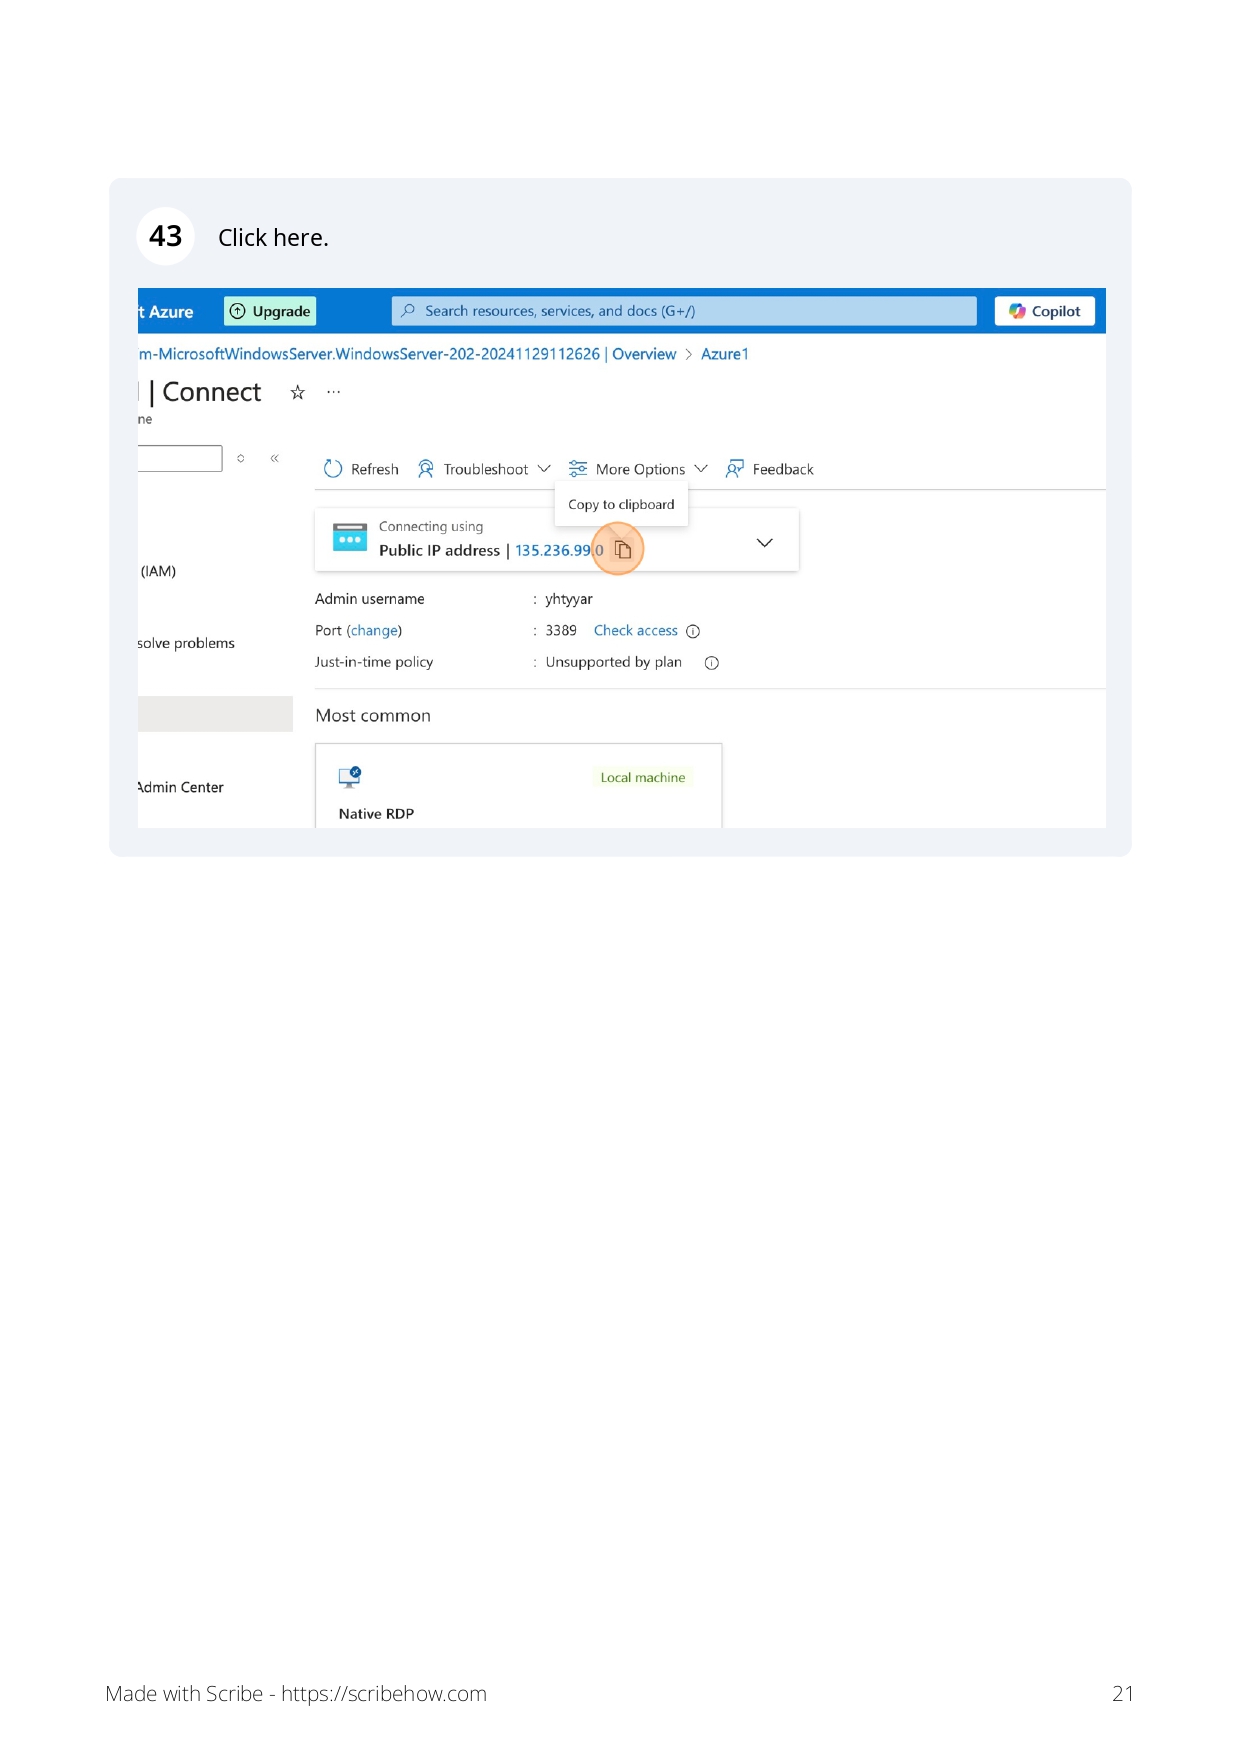 43 Click here.
t Azure Upgrade Search resources, services, and docs (G+/) Copilot
m-MicrosoftWindowsServer.WindowsServer-202-20241129112626 | Overview > Azure1
| Connect ☆ ...
ne
«
Refresh Troubleshoot More Options Feedback
Copy to clipboard
Connecting using
Public IP address | 135.236.99.0
(IAM)
Admin username : yhtyyar
Port (change) : 3389 Check access
solve problems
Just-in-time policy : Unsupported by plan
Most common
Local machine
Admin Center
Native RDP
Made with Scribe - https://scribehow.com 21